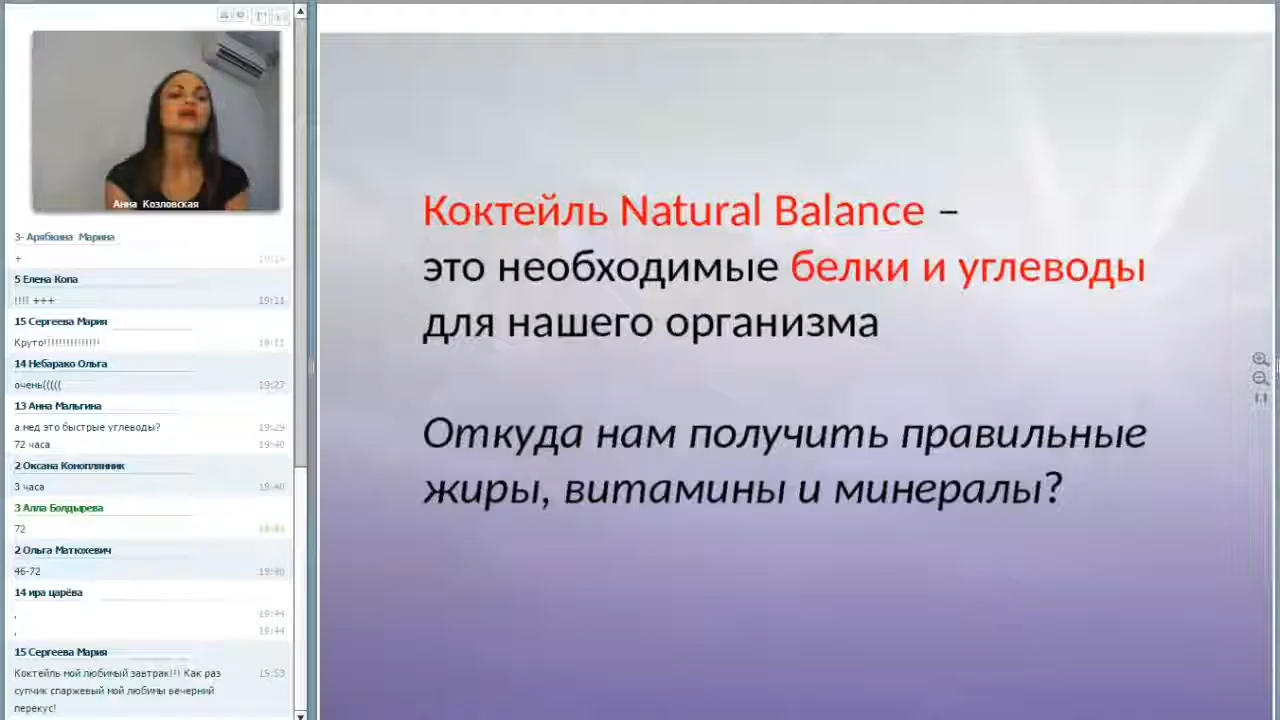 Анна Козловская
3- Арябкина Марина
+
5 Елена Копа
!!!! +++ 19:11
15 Сергеева Мария
Круто!!!!!!!!!!!!!!! 19:11
14 Небарако Ольга
очень((((( 19:27
13 Анна Мальгина
а мед это быстрые углеводы? 19:29
72 часа 19:40
2 Оксана Коноплянник
3 часа 19:40
3 Алла Болдырева
72
2 Ольга Матюхевич
46-72 19:40
14 ира царёва
, 19:44
, 19:44
15 Сергеева Мария
Коктейль мой любимый завтрак!!) Как раз 19:53
супчик спаржевый мой любимы вечерний
перекус!
Коктейль Natural Balance –
это необходимые белки и углеводы
для нашего организма
Откуда нам получить правильные
жиры, витамины и минералы?